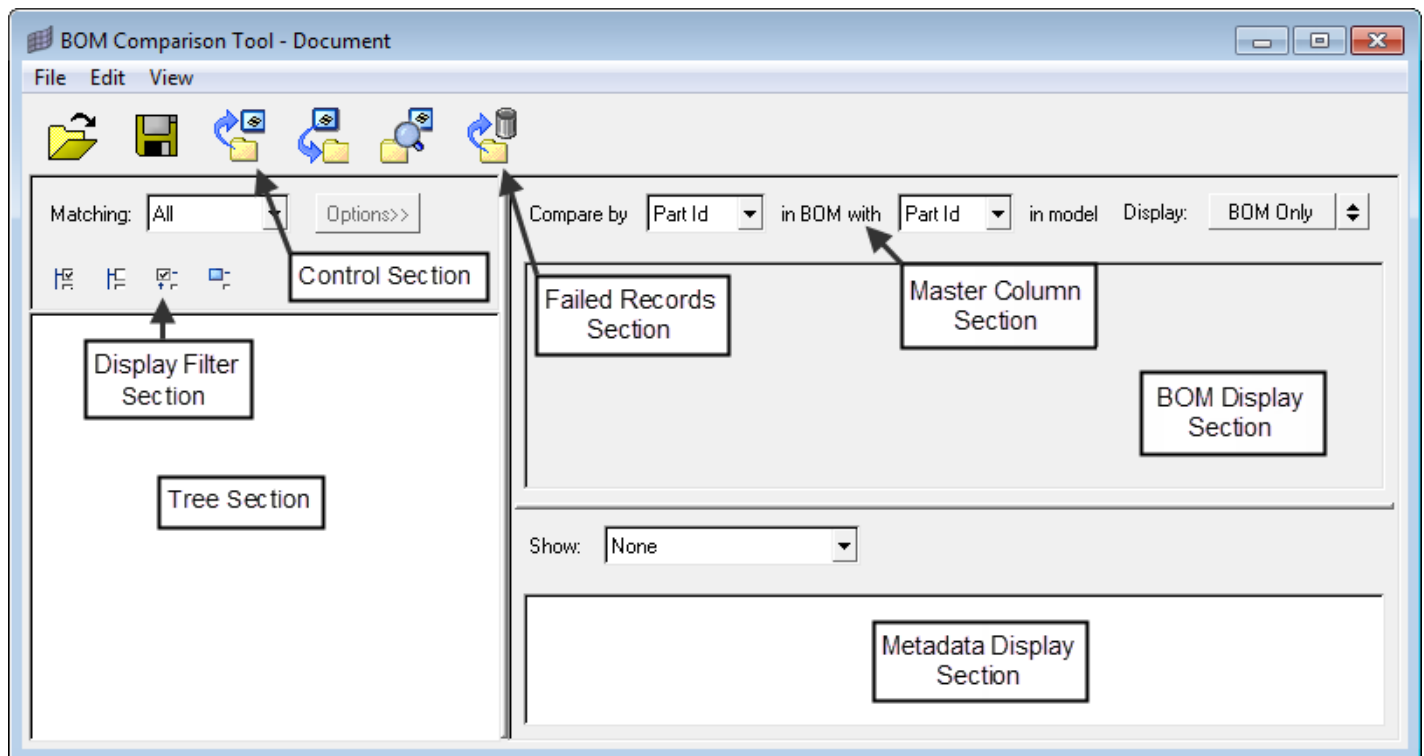 BOM Comparison Tool - Document
File Edit View
Matching: All Options>>
Compare by Part Id in BOM with Part Id in model Display: BOM Only
Control Section
Failed Records
Section
Master Column
Section
Display Filter
Section
BOM Display
Section
Tree Section
Show: None
Metadata Display
Section